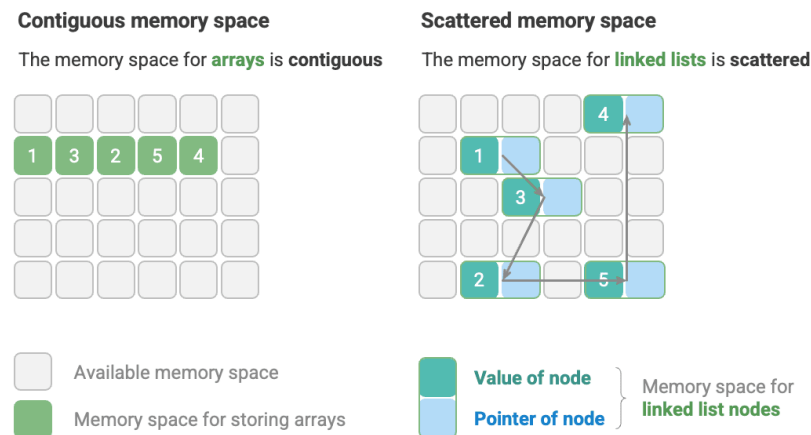 Contiguous memory space
The memory space for arrays is contiguous
1 3 2 5 4
Available memory space
Memory space for storing arrays
Scattered memory space
The memory space for linked lists is scattered
4
1
3
2 5
Value of node
Pointer of node
Memory space for
linked list nodes